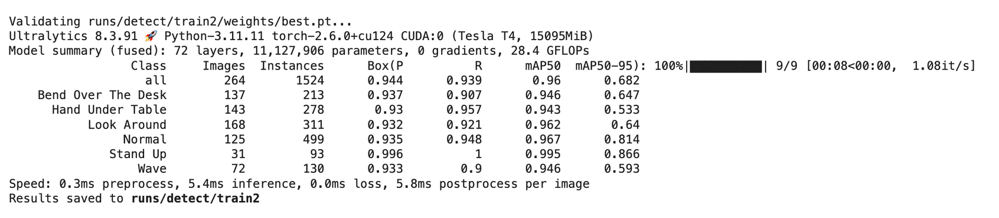 Validating runs/detect/train2/weights/best.pt...
Ultralytics 8.3.91 🚀 Python-3.11.11 torch-2.6.0+cu124 CUDA:0 (Tesla T4, 15095MiB)
Model summary (fused): 72 layers, 11,127,906 parameters, 0 gradients, 28.4 GFLOPs
Class Images Instances Box(P R mAP50 mAP50-95): 100%|██████████| 9/9 [00:08<00:00, 1.08it/s]
all 264 1524 0.944 0.939 0.96 0.682
Bend Over The Desk 137 213 0.937 0.907 0.946 0.647
Hand Under Table 143 278 0.93 0.957 0.943 0.533
Look Around 168 311 0.932 0.921 0.962 0.64
Normal 125 499 0.935 0.948 0.967 0.814
Stand Up 31 93 0.996 1 0.995 0.866
Wave 72 130 0.933 0.9 0.946 0.593
Speed: 0.3ms preprocess, 5.4ms inference, 0.0ms loss, 5.8ms postprocess per image
Results saved to runs/detect/train2